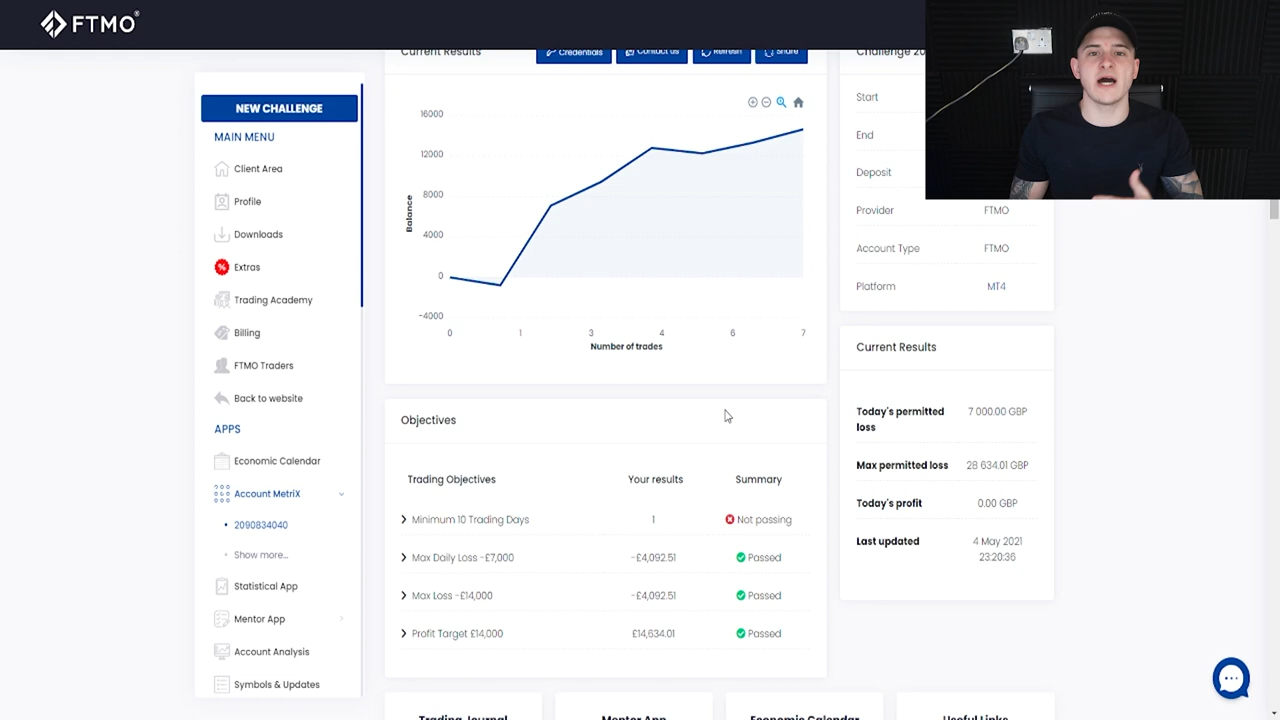 FTMO®
NEW CHALLENGE
MAIN MENU
Client Area
Profile
Downloads
% Extras
Trading Academy
Billing
FTMO Traders
Back to website
APPS
Economic Calendar
Account MetriX
2090834040
Show more...
Statistical App
Mentor App
Account Analysis
Symbols & Updates
Current Results
Credentials
Contact us
Refresh
Share
16000
12000
8000
4000
0
-4000
Balance
0 1 3 4 6 7
Number of trades
Objectives
Trading Objectives Your results Summary
Minimum 10 Trading Days 1 Not passing
Max Daily Loss -£7,000 -£4,092.51 Passed
Max Loss -£14,000 -£4,092.51 Passed
Profit Target £14,000 £14,634.01 Passed
Challenge 20
Start
End
Deposit
Provider FTMO
Account Type FTMO
Platform MT4
Current Results
Today's permitted loss 7 000.00 GBP
Max permitted loss 28 634.01 GBP
Today's profit 0.00 GBP
Last updated 4 May 2021
23:20:36
Trading Journal
Mentor App
Economic Calendar
Useful Links